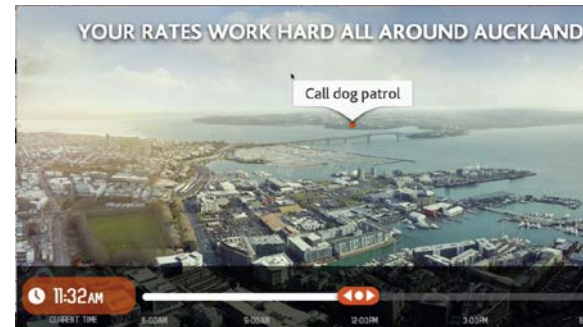 YOUR RATES WORK HARD ALL AROUND AUCKLAND
Call dog patrol
11:32AM
CURRENT TIME
6:00AM
9:00AM
12:00PM
3:00PM